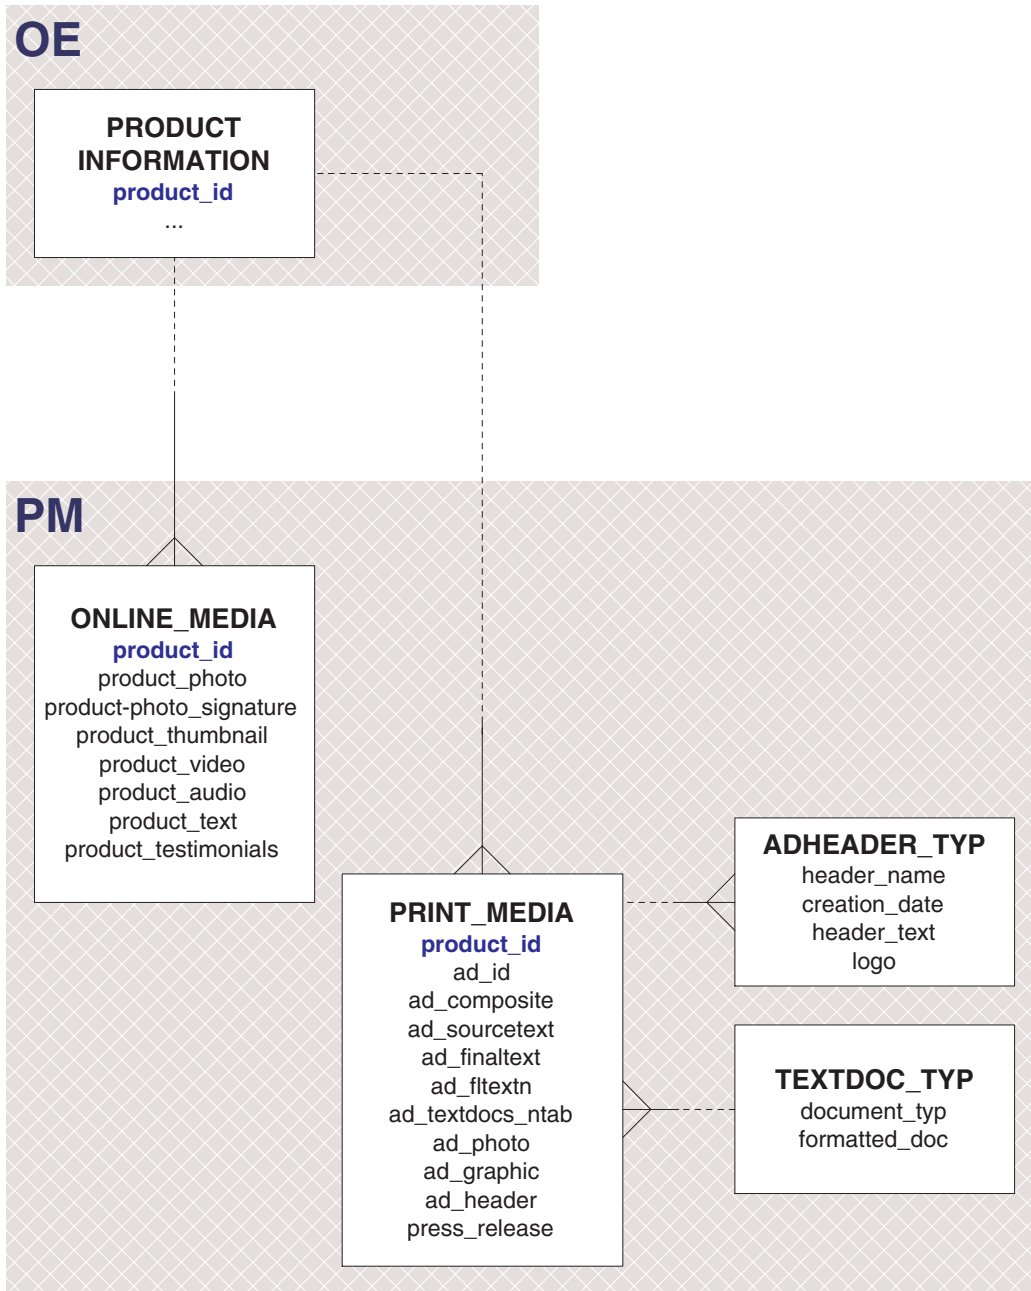 OE
PRODUCT
INFORMATION
product_id
...
PM
ONLINE_MEDIA
product_id
product_photo
product-photo_signature
product_thumbnail
product_video
product_audio
product_text
product_testimonials
PRINT_MEDIA
product_id
ad_id
ad_composite
ad_sourcetext
ad_finaltext
ad_fltextn
ad_textdocs_ntab
ad_photo
ad_graphic
ad_header
press_release
ADHEADER_TYP
header_name
creation_date
header_text
logo
TEXTDOC_TYP
document_typ
formatted_doc